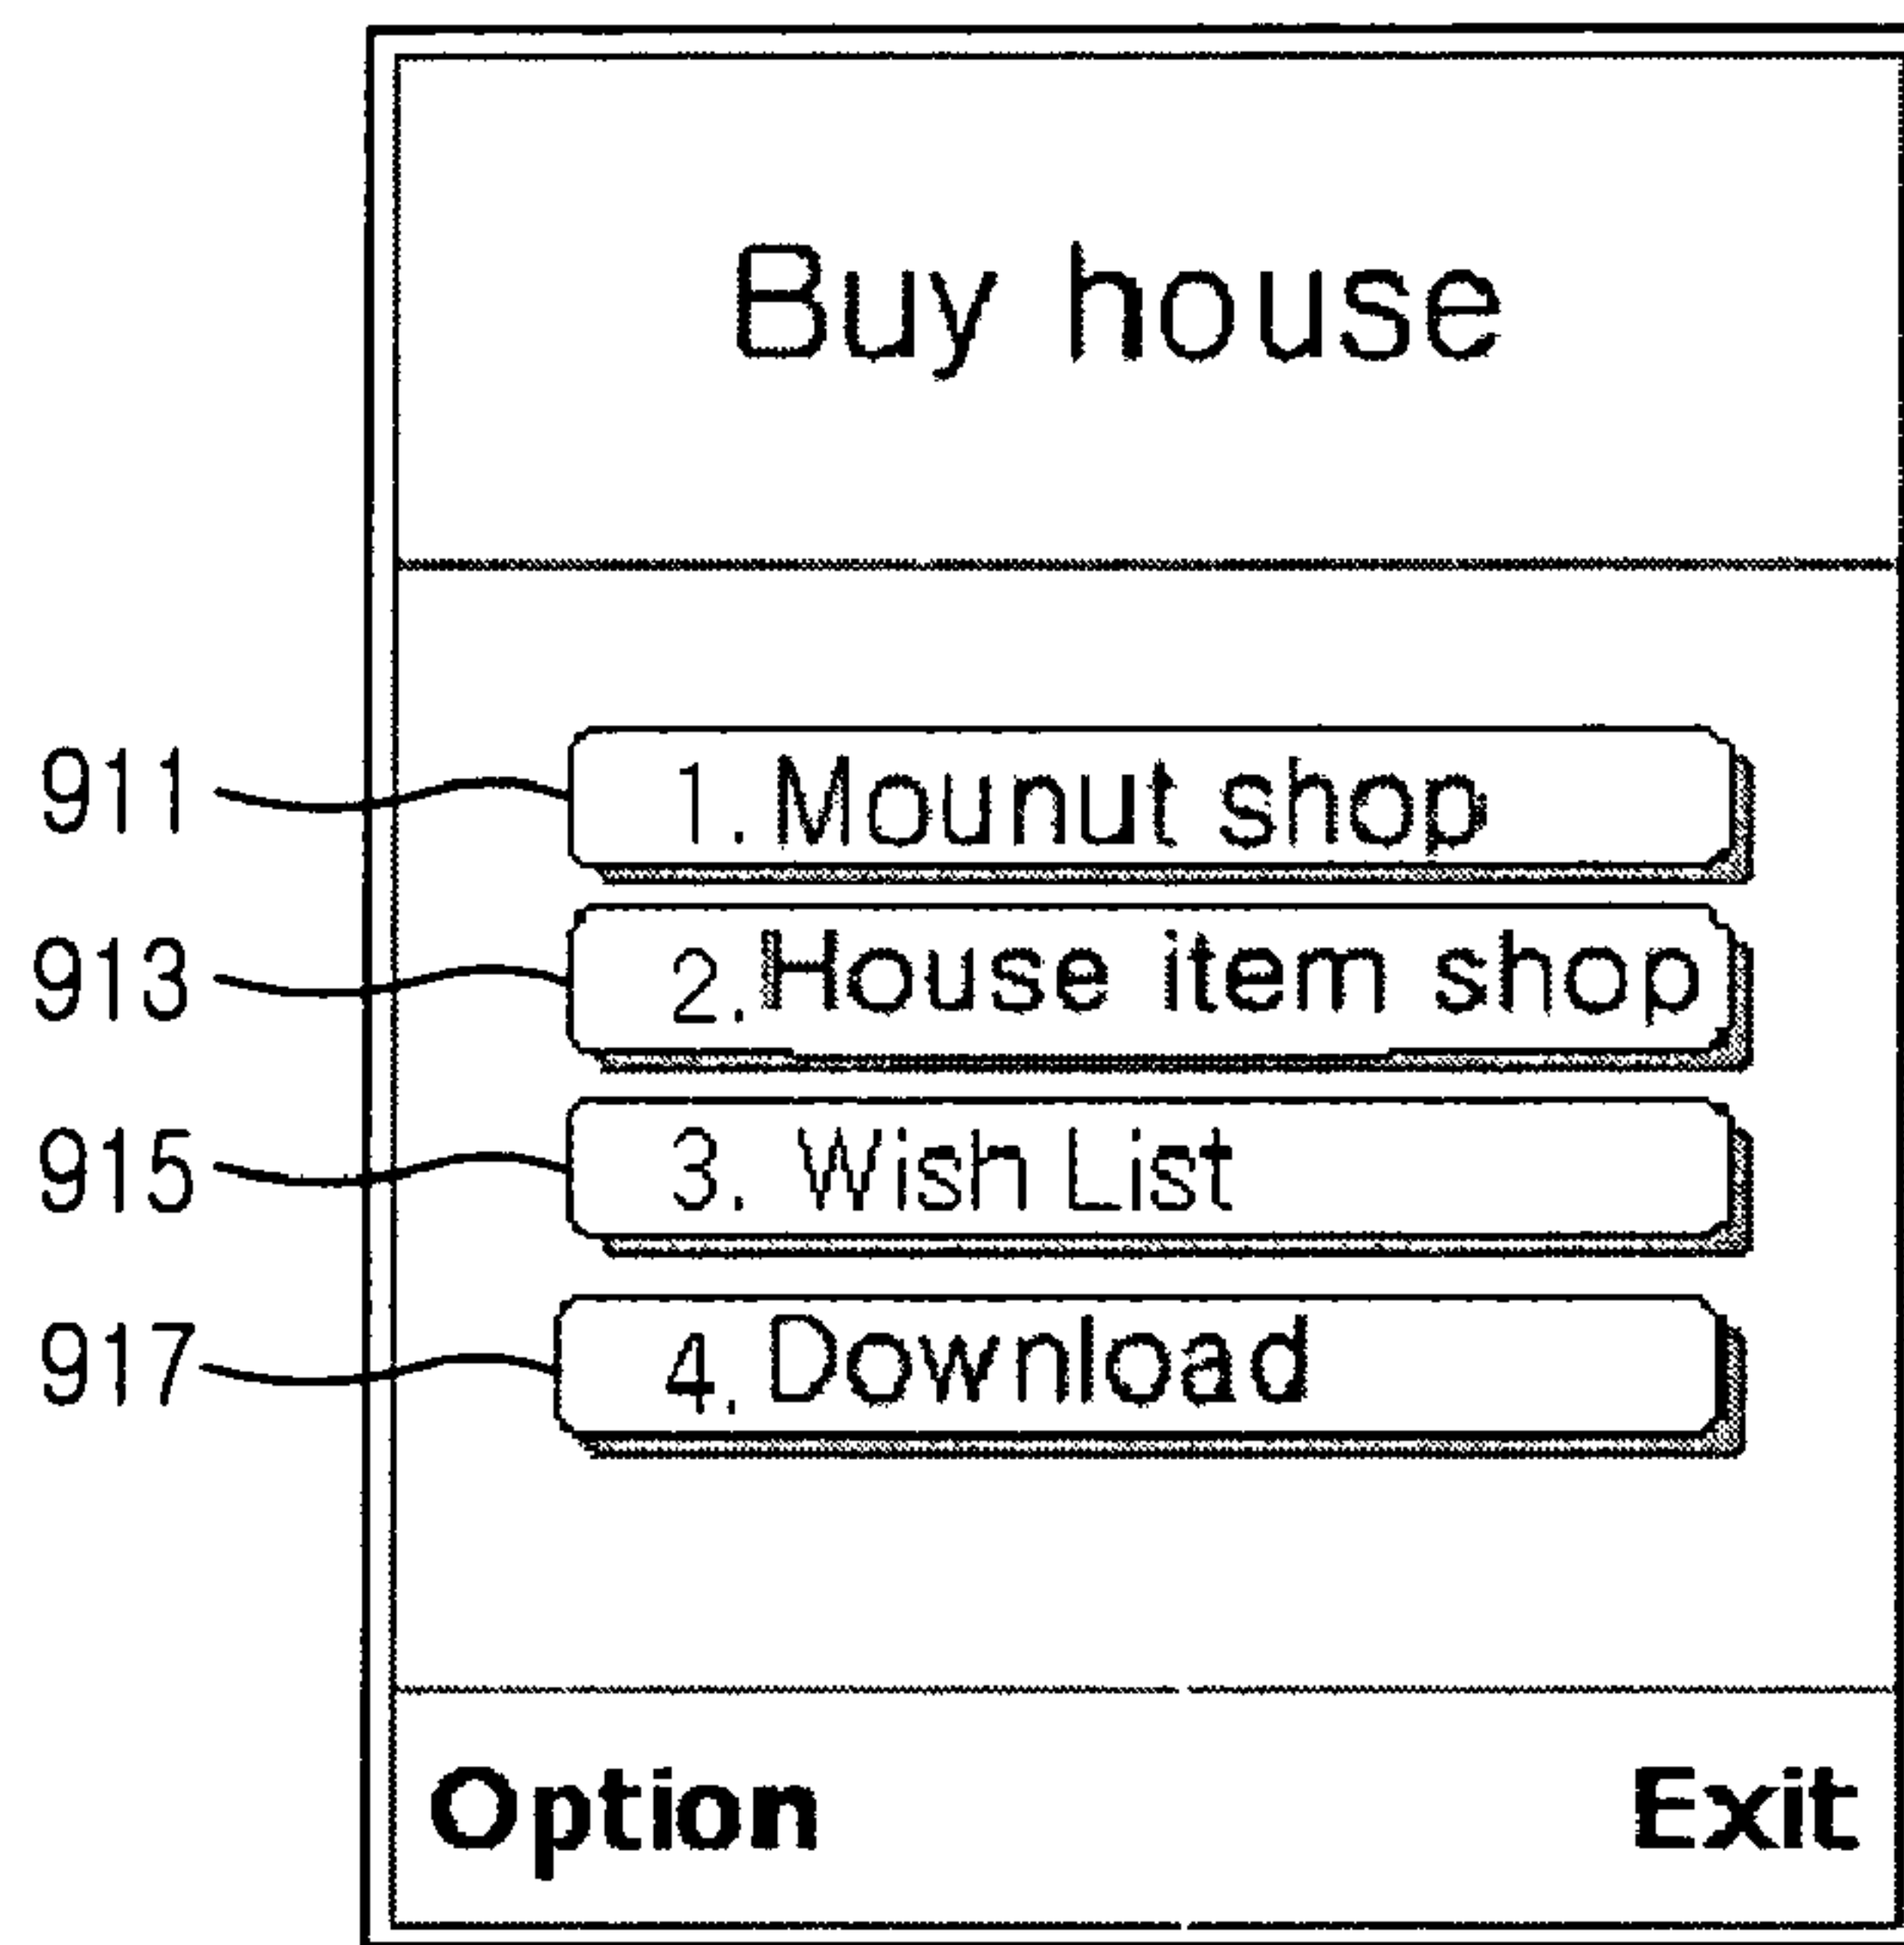 Buy house
911 1. Mounut shop
913 2. House item shop
915 3. Wish List
917 4. Download
Option Exit